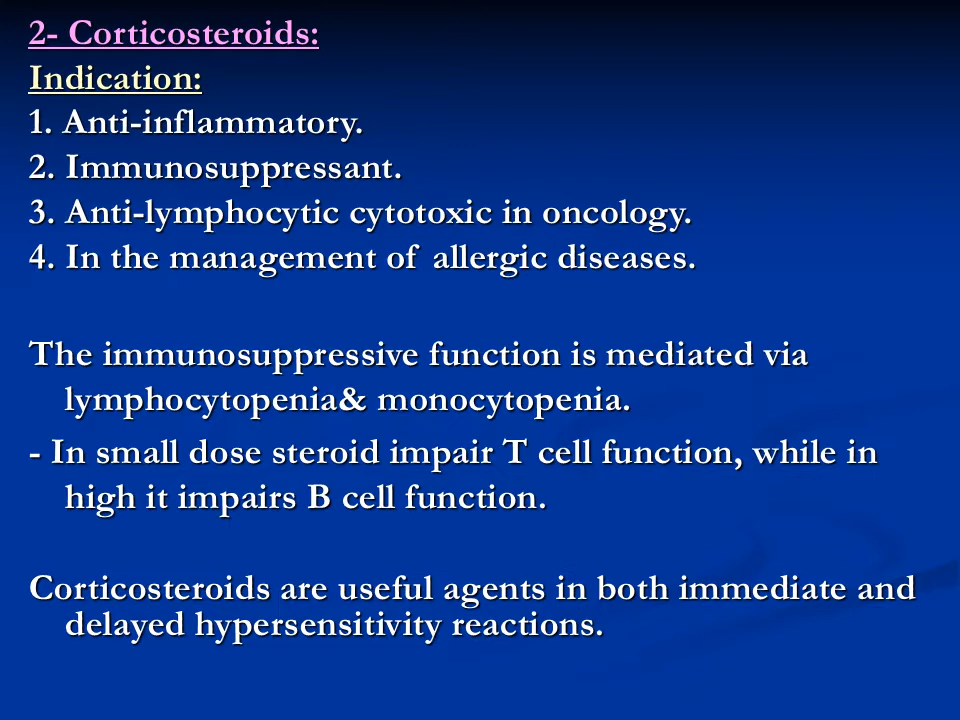 2- Corticosteroids:
Indication:
1. Anti-inflammatory.
2. Immunosuppressant.
3. Anti-lymphocytic cytotoxic in oncology.
4. In the management of allergic diseases.
The immunosuppressive function is mediated via
lymphocytopenia& monocytopenia.
- In small dose steroid impair T cell function, while in
high it impairs B cell function.
Corticosteroids are useful agents in both immediate and
delayed hypersensitivity reactions.